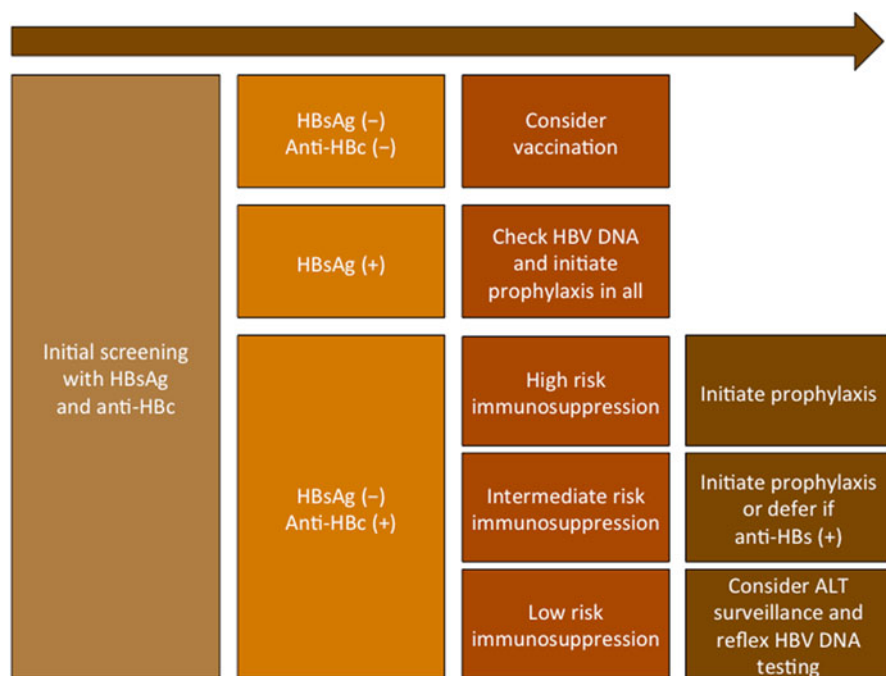 Initial screening
with HBsAg
and anti-HBc
HBsAg (−)
Anti-HBc (−)
Consider
vaccination
HBsAg (+)
Check HBV DNA
and initiate
prophylaxis in all
HBsAg (−)
Anti-HBc (+)
High risk
immunosuppression
Initiate prophylaxis
Intermediate risk
immunosuppression
Initiate prophylaxis
or defer if
anti-HBs (+)
Low risk
immunosuppression
Consider ALT
surveillance and
reflex HBV DNA
testing